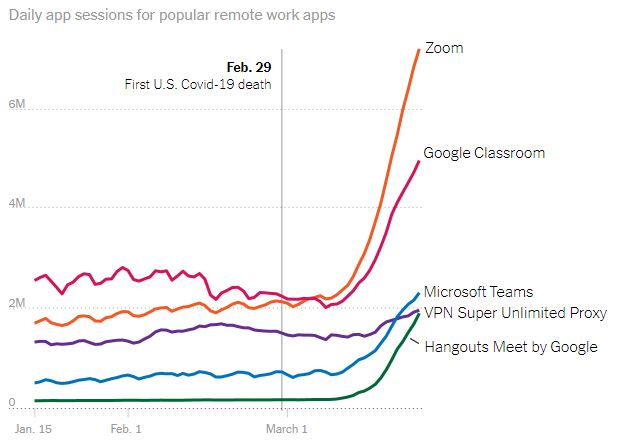 Daily app sessions for popular remote work apps
Zoom
Feb. 29
First U.S. Covid-19 death
6M
Google Classroom
4M
Microsoft Teams
2M
VPN Super Unlimited Proxy
Hangouts Meet by Google
0
Jan. 15
Feb. 1
March 1